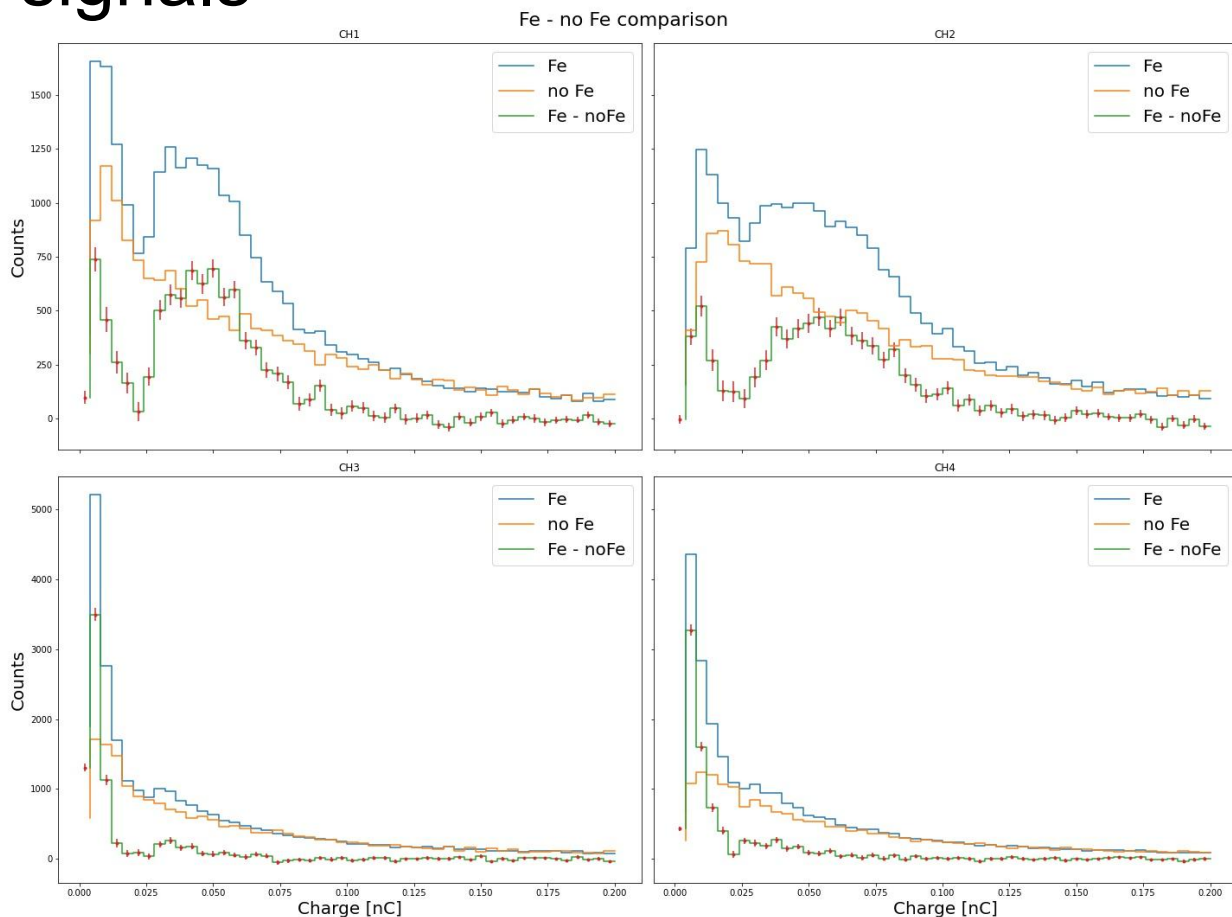 Fe - no Fe comparison
CH1
CH2
Fe
no Fe
Fe - noFe
Fe
no Fe
Fe - noFe
Counts
1500
1250
1000
750
500
250
0
CH3
CH4
Fe
no Fe
Fe - noFe
Fe
no Fe
Fe - noFe
Counts
5000
4000
3000
2000
1000
0
0.000 0.025 0.050 0.075 0.100 0.125 0.150 0.175 0.200
0.000 0.025 0.050 0.075 0.100 0.125 0.150 0.175 0.200
Charge [nC]
Charge [nC]